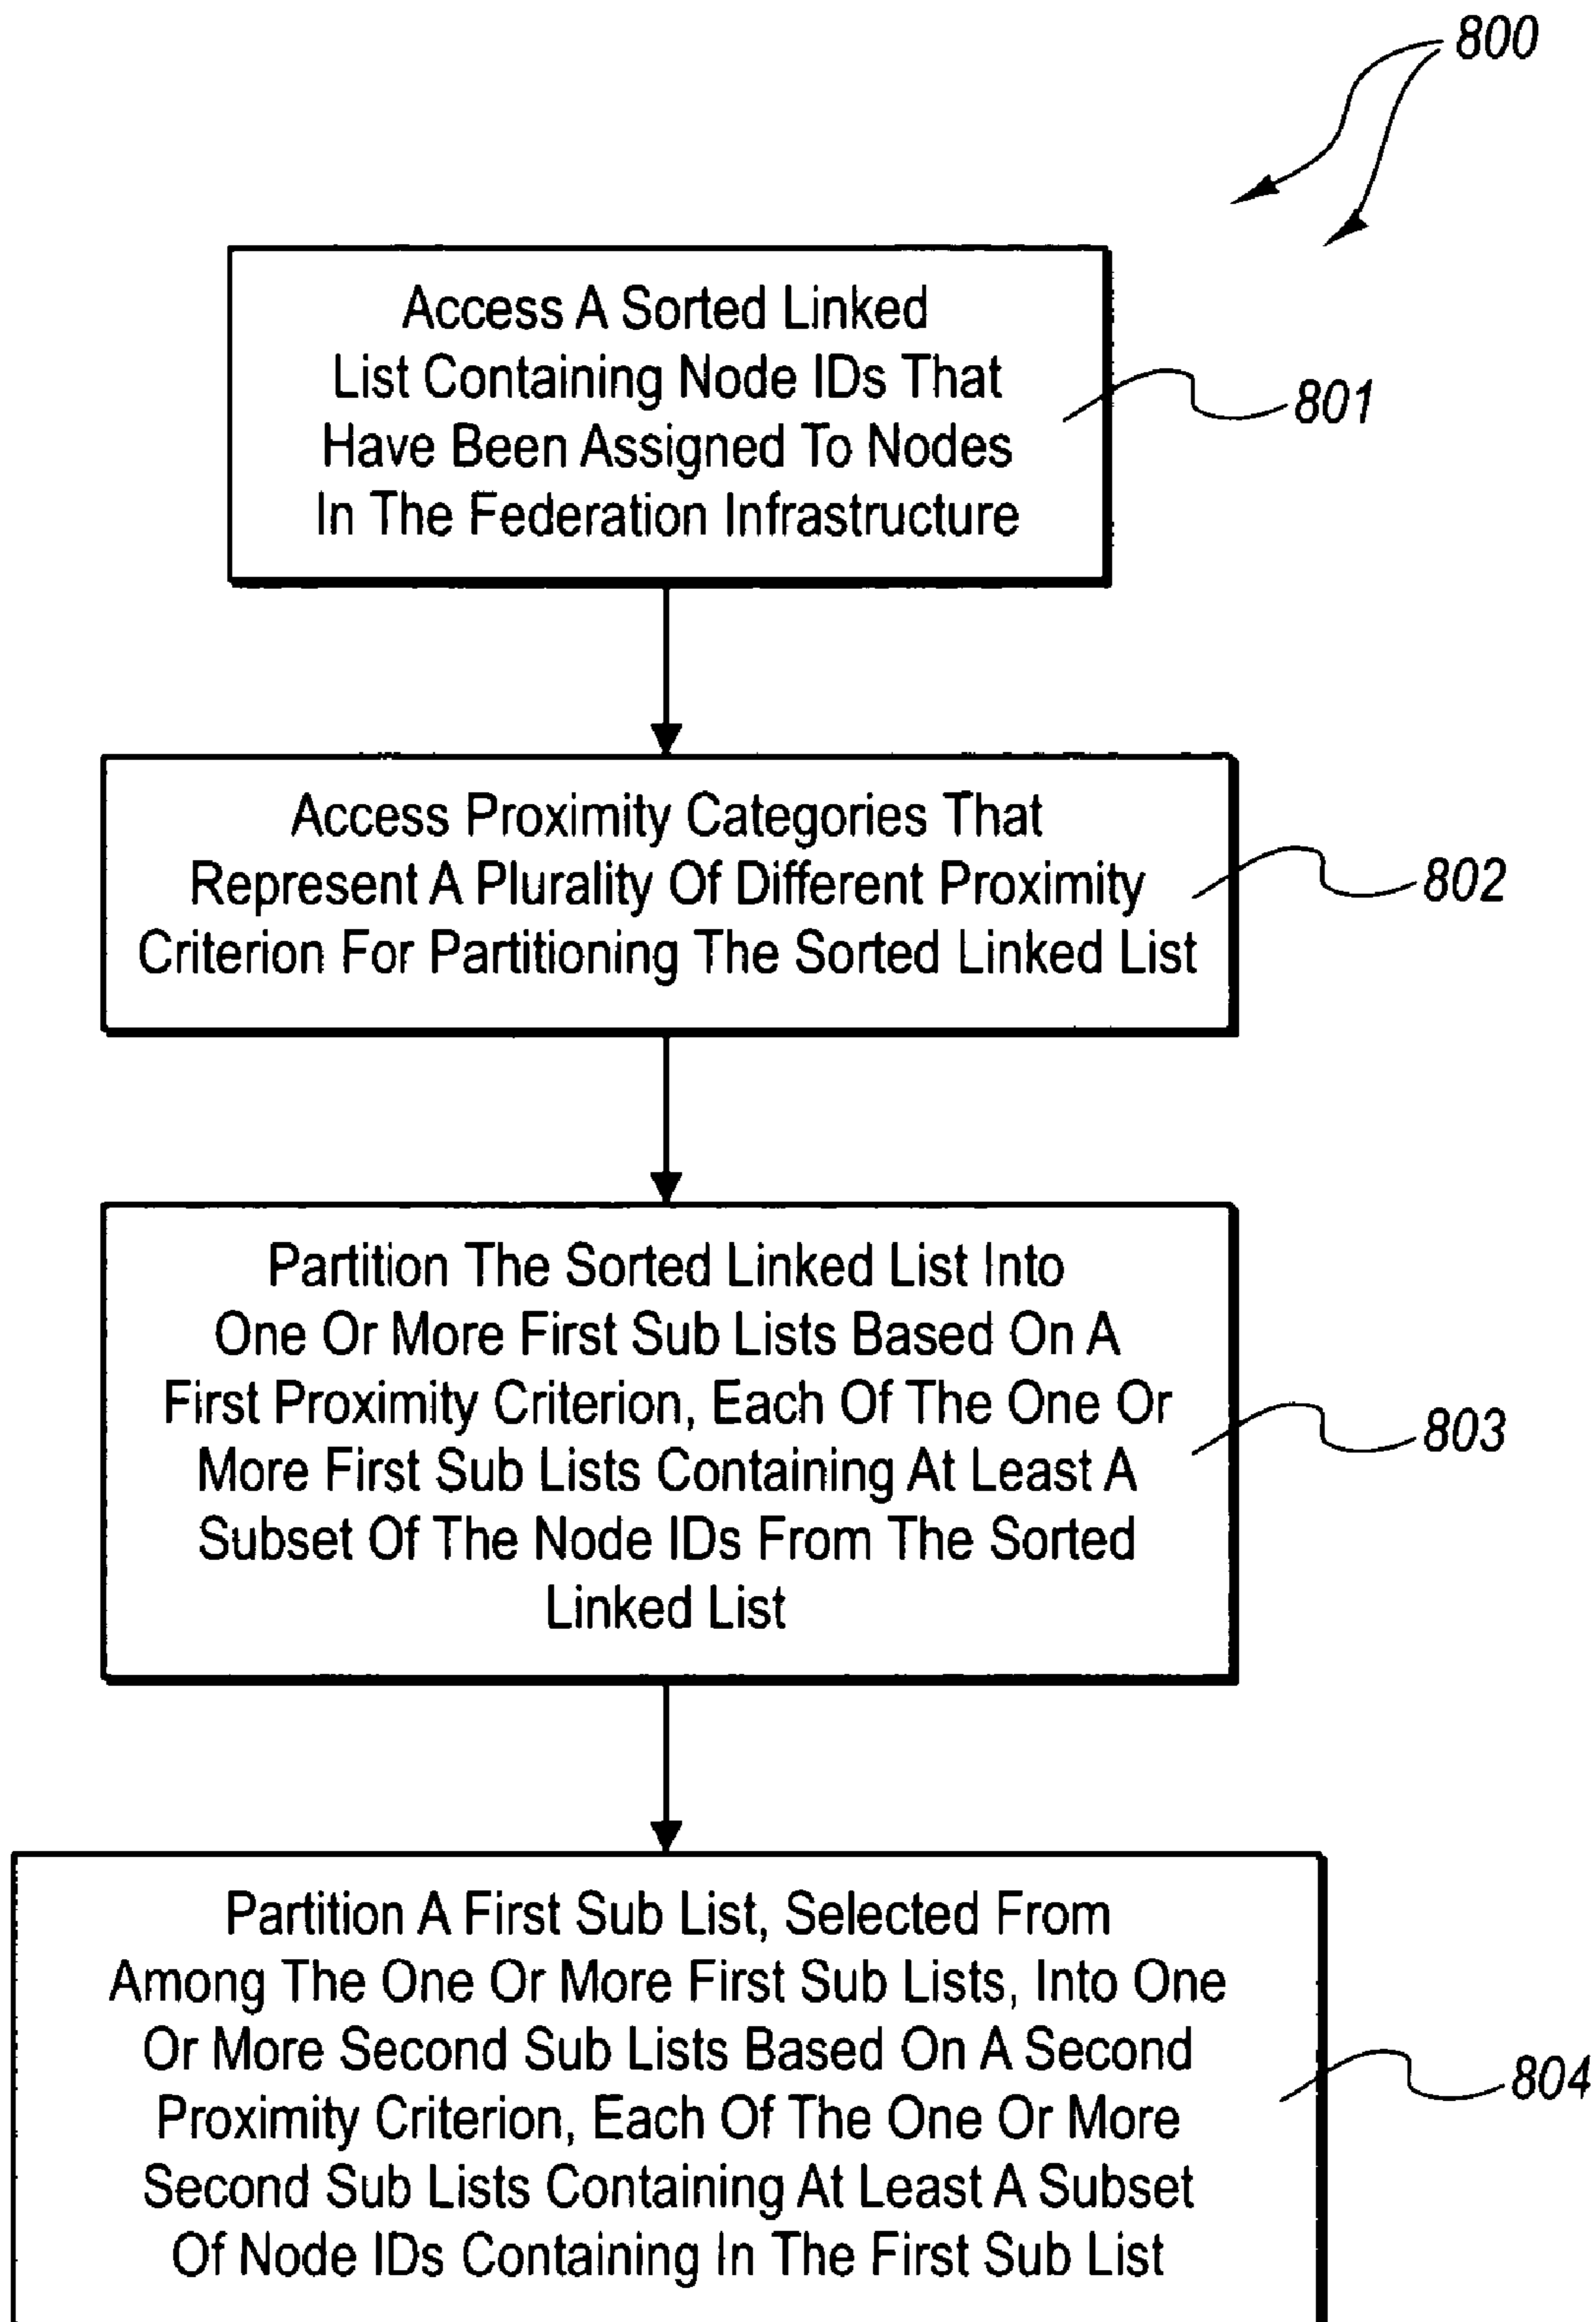 800
Access A Sorted Linked
List Containing Node IDs That
Have Been Assigned To Nodes
In The Federation Infrastructure
801
Access Proximity Categories That
Represent A Plurality Of Different Proximity
Criterion For Partitioning The Sorted Linked List
802
Partition The Sorted Linked List Into
One Or More First Sub Lists Based On A
First Proximity Criterion, Each Of The One Or
More First Sub Lists Containing At Least A
Subset Of The Node IDs From The Sorted
Linked List
803
Partition A First Sub List, Selected From
Among The One Or More First Sub Lists, Into One
Or More Second Sub Lists Based On A Second
Proximity Criterion, Each Of The One Or More
Second Sub Lists Containing At Least A Subset
Of Node IDs Containing In The First Sub List
804